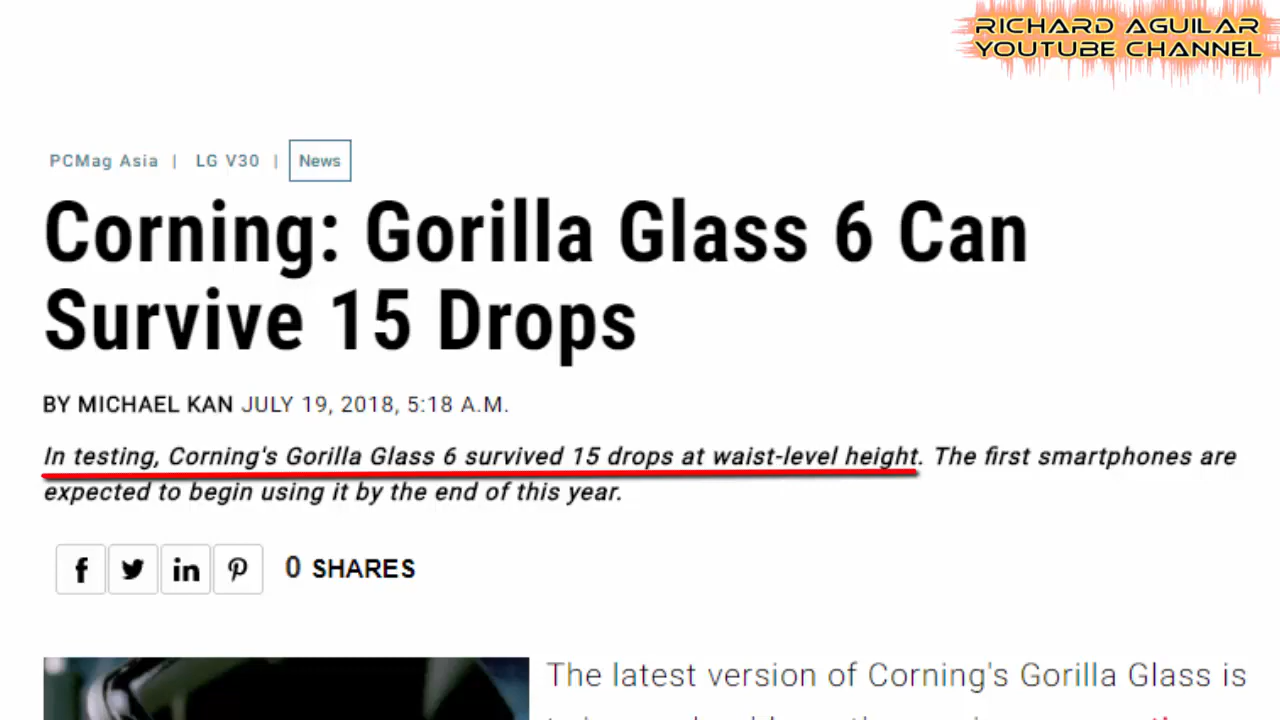 RICHARD AGUILAR
YOUTUBE CHANNEL
PCMag Asia | LG V30 | News
Corning: Gorilla Glass 6 Can
Survive 15 Drops
BY MICHAEL KAN JULY 19, 2018, 5:18 A.M.
In testing, Corning's Gorilla Glass 6 survived 15 drops at waist-level height. The first smartphones are
expected to begin using it by the end of this year.
0 SHARES
The latest version of Corning's Gorilla Glass is